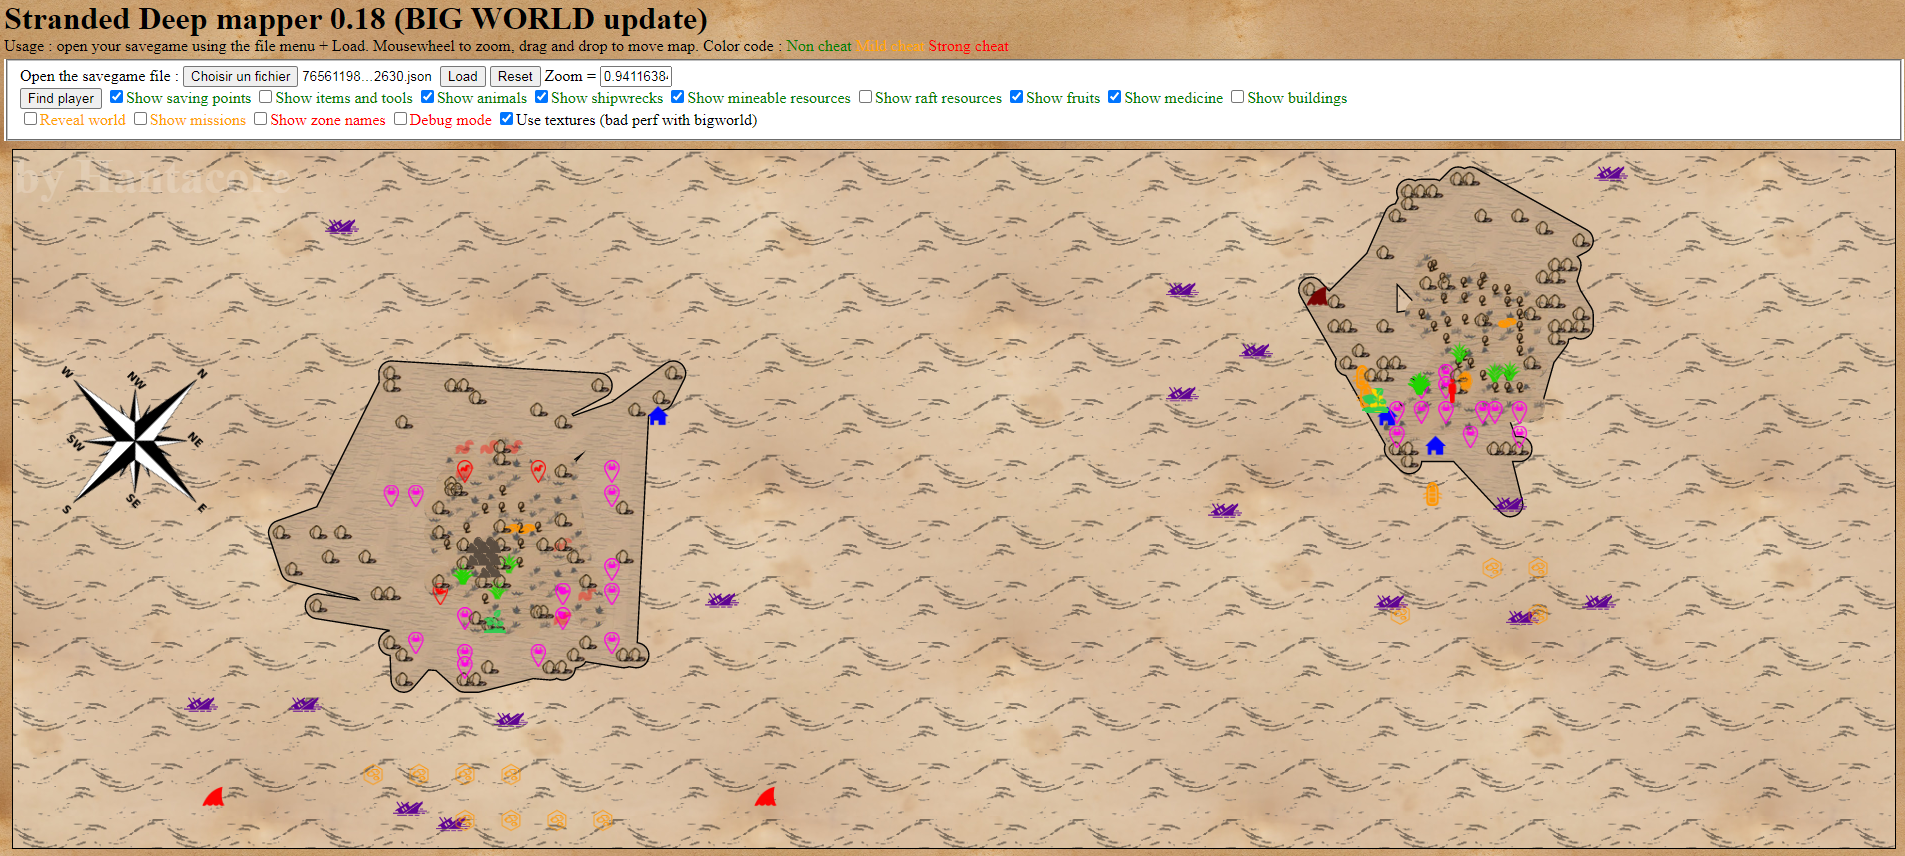 Stranded Deep mapper 0.18 (BIG WORLD update)
Usage : open your savegame using the file menu + Load. Mousewheel to zoom, drag and drop to move map. Color code : Non cheat Mild cheat Strong cheat
Open the savegame file : Choisir un fichier 76561198...2630.json Load Reset Zoom = 0.9411638
Find player Show saving points Show items and tools Show animals Show shipwrecks Show mineable resources Show raft resources Show fruits Show medicine Show buildings
Reveal world Show missions Show zone names Debug mode Use textures (bad perf with bigworld)
by Hantacore
W NW N
SW NE
S SE E